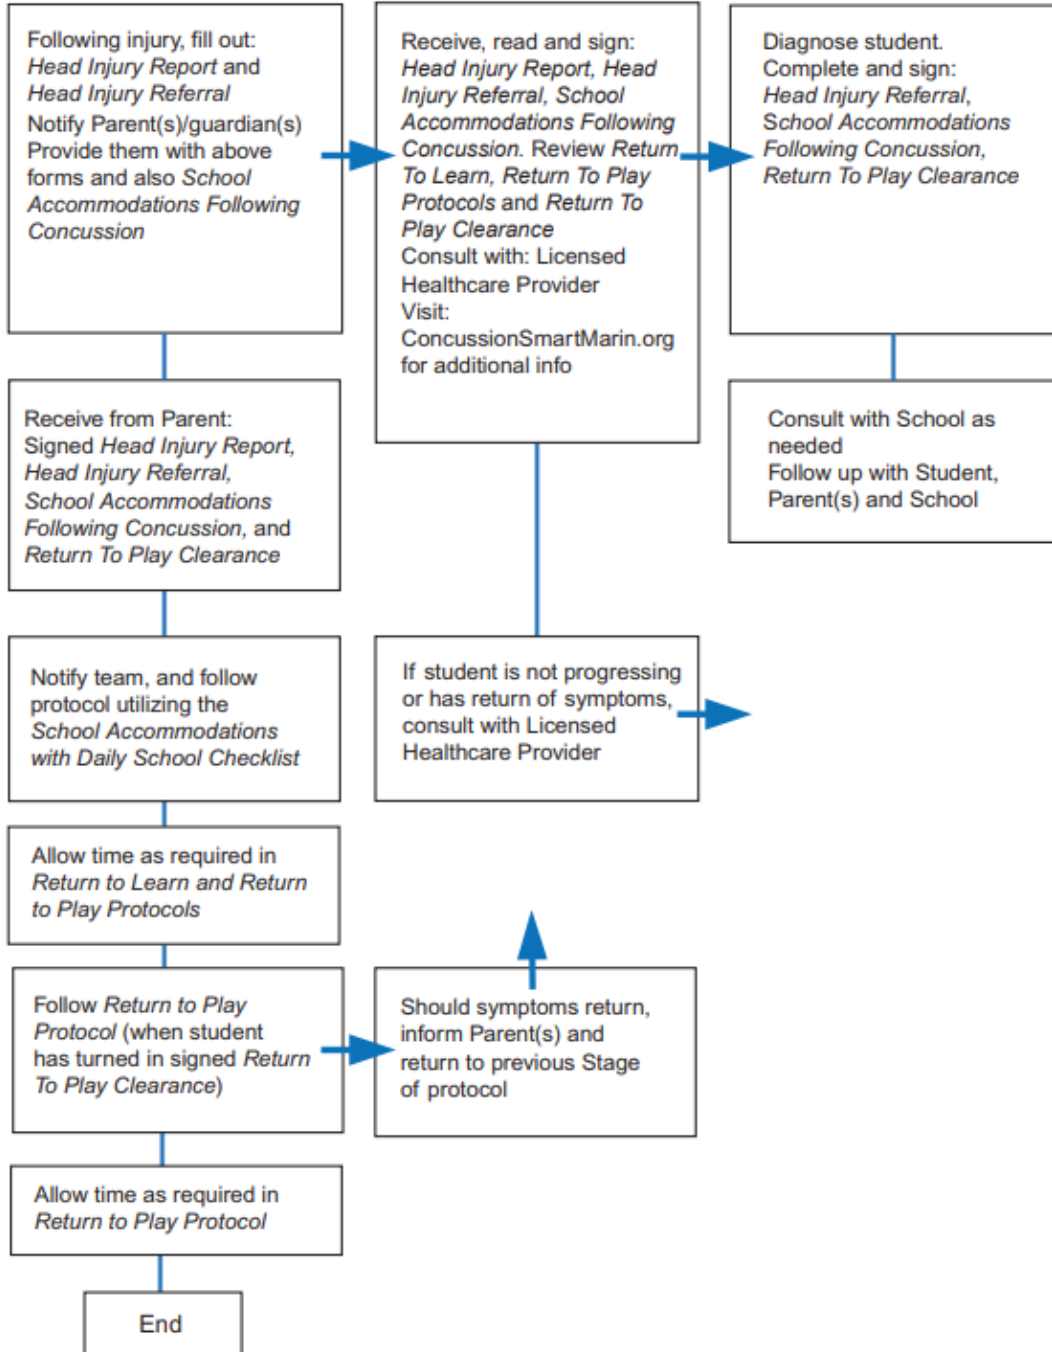 Following injury, fill out:
Head Injury Report and
Head Injury Referral
Notify Parent(s)/guardian(s)
Provide them with above
forms and also School
Accommodations Following
Concussion
Receive, read and sign:
Head Injury Report, Head
Injury Referral, School
Accommodations Following
Concussion. Review Return
To Learn, Return To Play
Protocols and Return To
Play Clearance
Consult with: Licensed
Healthcare Provider
Visit:
ConcussionSmartMarin.org
for additional info
Diagnose student.
Complete and sign:
Head Injury Referral,
School Accommodations
Following Concussion,
Return To Play Clearance
Receive from Parent:
Signed Head Injury Report,
Head Injury Referral,
School Accommodations
Following Concussion, and
Return To Play Clearance
Consult with School as
needed
Follow up with Student,
Parent(s) and School
Notify team, and follow
protocol utilizing the
School Accommodations
with Daily School Checklist
If student is not progressing
or has return of symptoms,
consult with Licensed
Healthcare Provider
Allow time as required in
Return to Learn and Return
to Play Protocols
Follow Return to Play
Protocol (when student
has turned in signed Return
To Play Clearance)
Should symptoms return,
inform Parent(s) and
return to previous Stage
of protocol
Allow time as required in
Return to Play Protocol
End